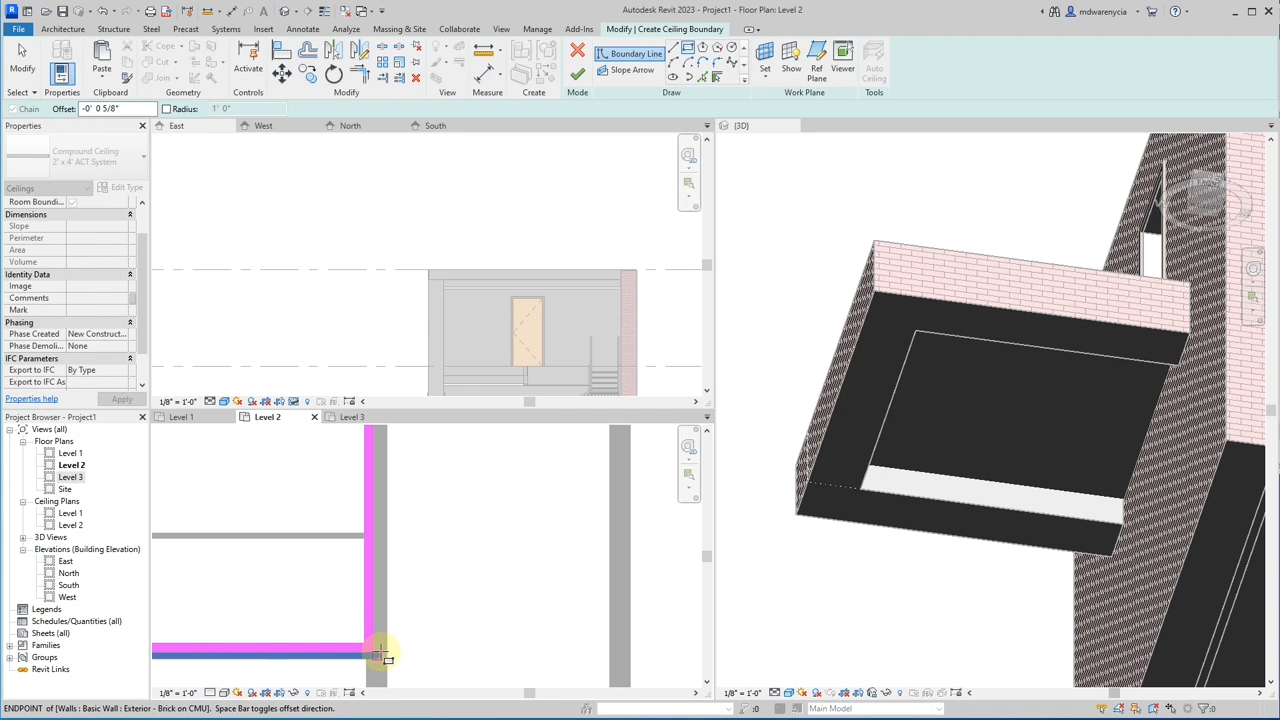 Autodesk Revit 2023 - Project1 - Floor Plan: Level 2
mdwarenycia
File Architecture Structure Steel Precast Systems Insert Annotate Analyze Massing & Site Collaborate View Manage Add-Ins Modify | Create Ceiling Boundary
Modify Paste Cope Cut Join Activate Boundary Line Slope Arrow Set Show Ref Plane Viewer Auto Ceiling
Select Properties Clipboard Geometry Controls Modify View Measure Create Mode Draw Work Plane Tools
Chain Offset: -0' 0 5/8" Radius: 1' 0"
Properties
East West North South
{3D}
Compound Ceiling
2' x 4' ACT System
Ceilings Edit Type
Room Boundi...
Dimensions
Slope
Perimeter
Area
Volume
Identity Data
Image
Comments
Mark
Phasing
Phase Created New Construct...
Phase Demoli... None
IFC Parameters
Export to IFC By Type
Export to IFC As
Properties help Apply
1/8" = 1'-0"
Project Browser - Project1
Level 1 Level 2 Level 3
Views (all)
Floor Plans
Level 1
Level 2
Level 3
Site
Ceiling Plans
Level 1
Level 2
3D Views
Elevations (Building Elevation)
East
North
South
West
Legends
Schedules/Quantities (all)
Sheets (all)
Families
Groups
Revit Links
1/8" = 1'-0"
1/8" = 1'-0"
ENDPOINT of [Walls : Basic Wall : Exterior - Brick on CMU]. Space Bar toggles offset direction.
:0 Main Model :0